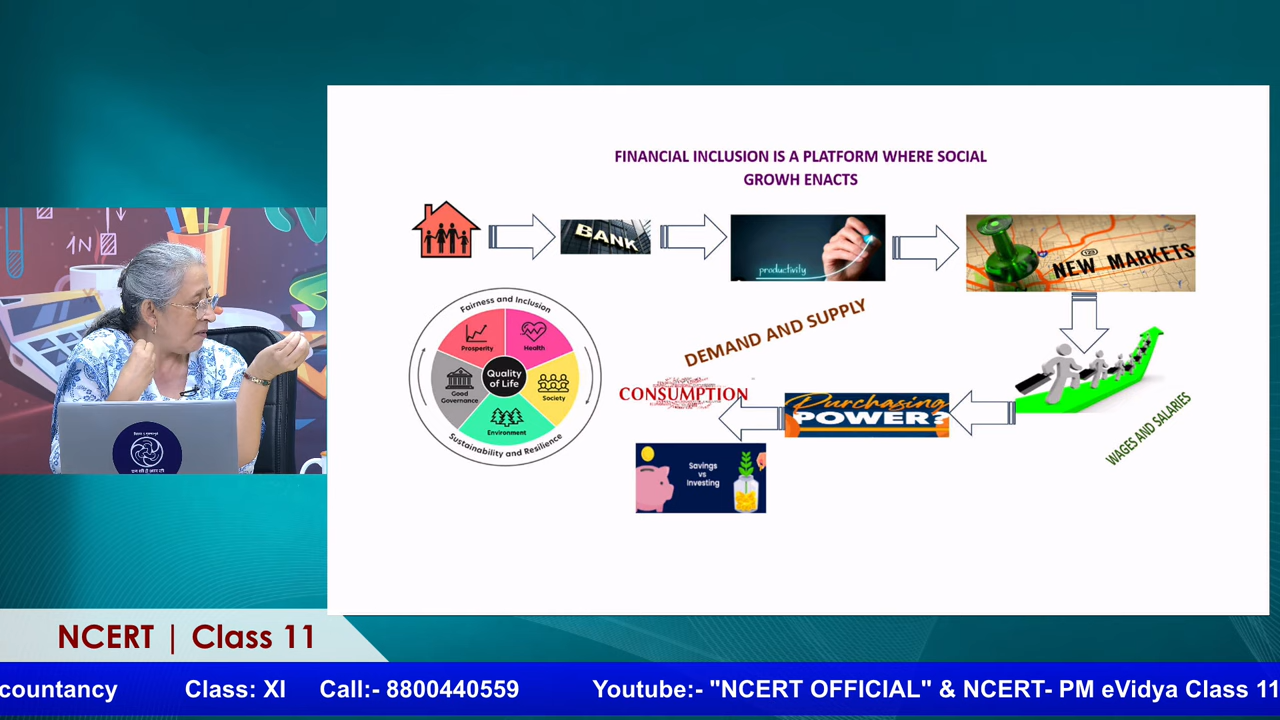 FINANCIAL INCLUSION IS A PLATFORM WHERE SOCIAL
GROWH ENACTS
1N
BANK
productivity
NEW MARKETS
Fairness and Inclusion
Prosperity
Health
Quality
of Life
Good
Governance
Society
Environment
Sustainability and Resilience
DEMAND AND SUPPLY
CONSUMPTION
Purchasing
POWER?
WAGES AND SALARIES
Savings
vs
Investing
NCERT | Class 11
countancy Class: XI Call:- 8800440559 Youtube:- "NCERT OFFICIAL" & NCERT- PM eVidya Class 11